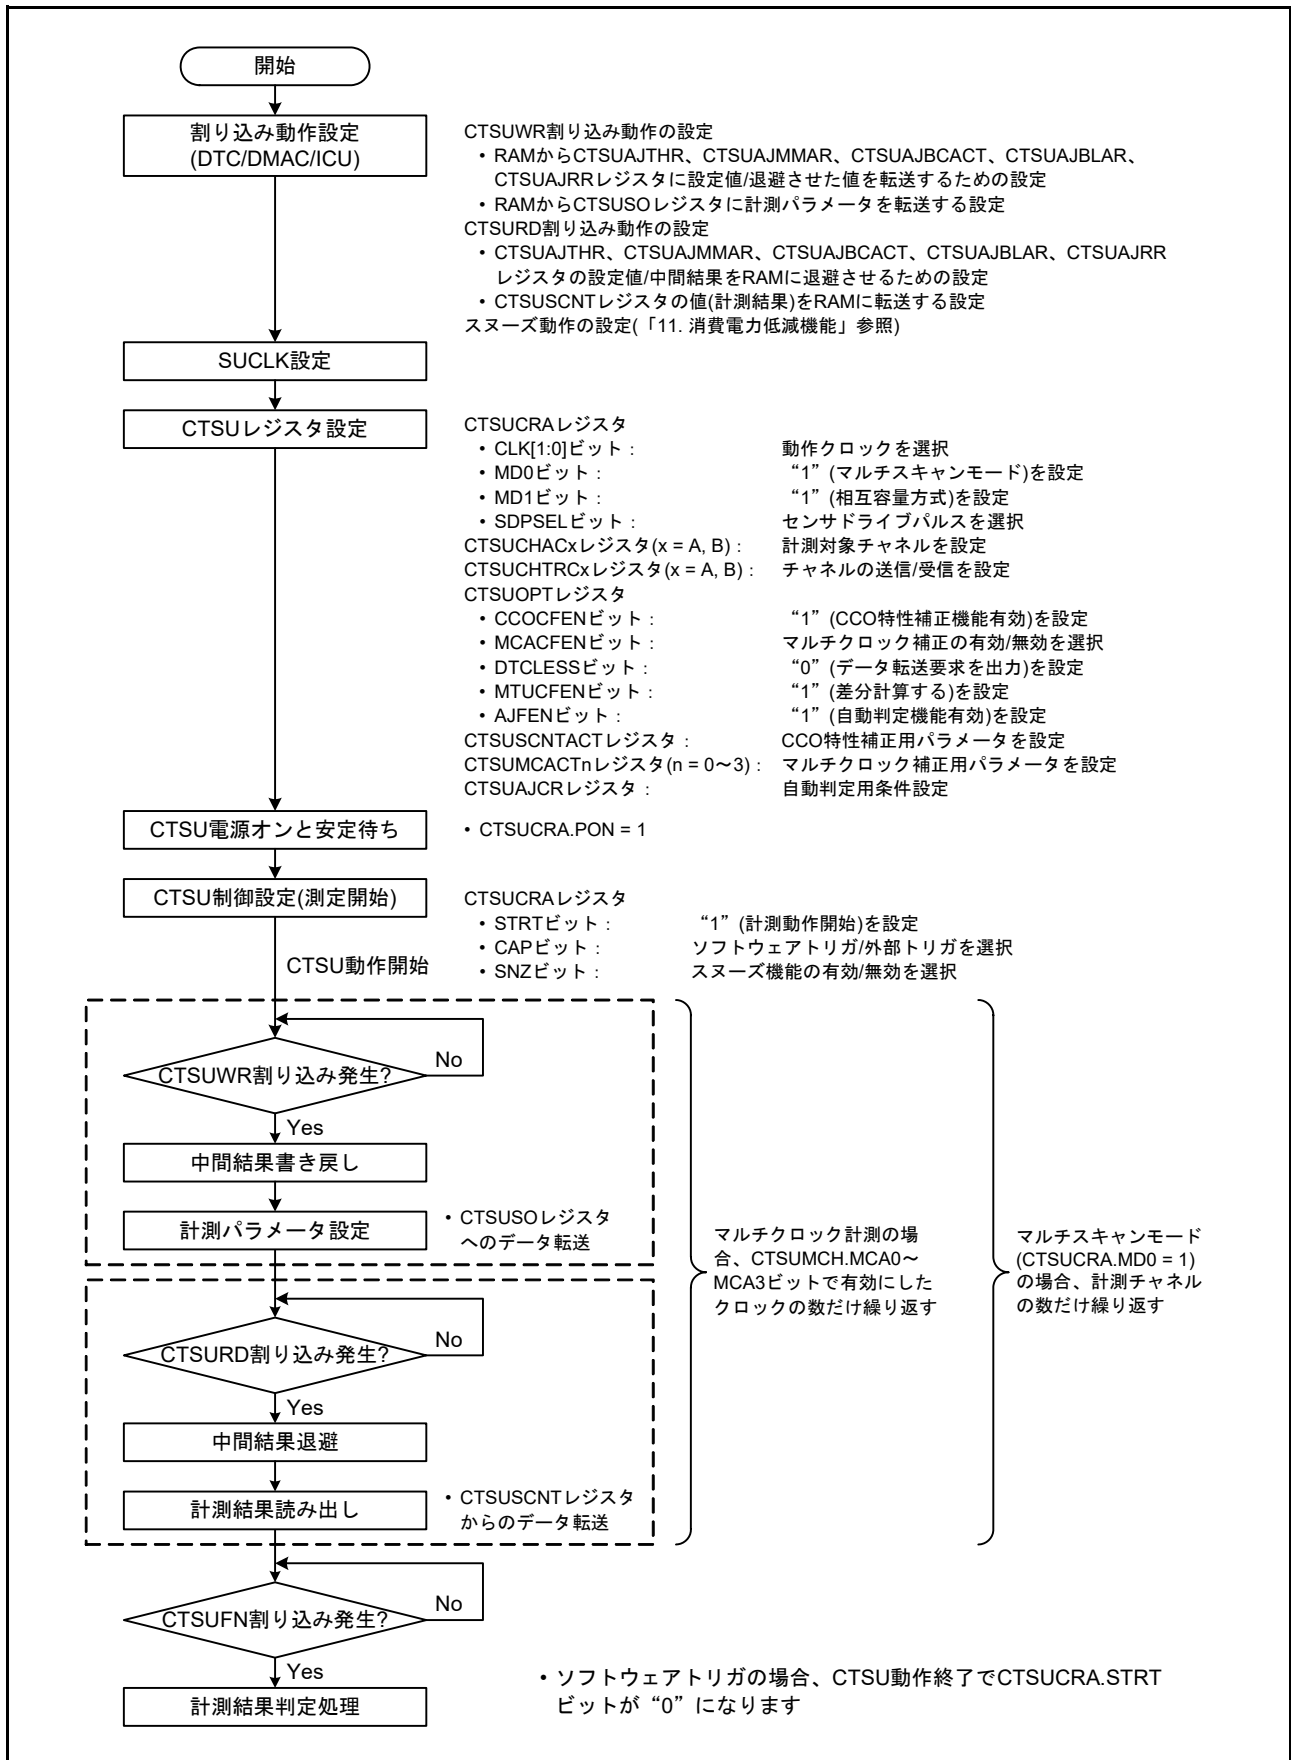 開始
割り込み動作設定
(DTC/DMAC/ICU)
CTSUWR割り込み動作の設定
• RAMからCTSUAJTHR、CTSUAJMMAR、CTSUAJBCACT、CTSUAJBLAR、
CTSUAJRRレジスタに設定値/退避させた値を転送するための設定
• RAMからCTSUSOレジスタに計測パラメータを転送する設定
CTSURD割り込み動作の設定
• CTSUAJTHR、CTSUAJMMAR、CTSUAJBCACT、CTSUAJBLAR、CTSUAJRR
レジスタの設定値/中間結果をRAMに退避させるための設定
• CTSUSCNTレジスタの値(計測結果)をRAMに転送する設定
スヌーズ動作の設定(「11. 消費電力低減機能」参照)
SUCLK設定
CTSUレジスタ設定
CTSUCRAレジスタ
• CLK[1:0]ビット： 動作クロックを選択
• MD0ビット： “1”(マルチスキャンモード)を設定
• MD1ビット： “1”(相互容量方式)を設定
• SDPSELビット： センサドライブパルスを選択
CTSUCHACxレジスタ(x = A, B)： 計測対象チャネルを設定
CTSUCHTRCxレジスタ(x = A, B)： チャネルの送信/受信を設定
CTSUOPTレジスタ
• CCOCFENビット： “1”(CCO特性補正機能有効)を設定
• MCACFENビット： マルチクロック補正の有効/無効を選択
• DTCLESSビット： “0”(データ転送要求を出力)を設定
• MTUCFENビット： “1”(差分計算する)を設定
• AJFENビット： “1”(自動判定機能有効)を設定
CTSUSCNTACTレジスタ： CCO特性補正用パラメータを設定
CTSUMCACTnレジスタ(n = 0～3)： マルチクロック補正用パラメータを設定
CTSUAJCRレジスタ： 自動判定用条件設定
CTSU電源オンと安定待ち
• CTSUCRA.PON = 1
CTSU制御設定(測定開始)
CTSUCRAレジスタ
• STRTビット： “1”(計測動作開始)を設定
• CAPビット： ソフトウェアトリガ/外部トリガを選択
• SNZビット： スヌーズ機能の有効/無効を選択
CTSU動作開始
CTSUWR割り込み発生?
No
Yes
中間結果書き戻し
計測パラメータ設定
• CTSUSOレジスタ
へのデータ転送
CTSURD割り込み発生?
No
Yes
中間結果退避
計測結果読み出し
• CTSUSCNTレジスタ
からのデータ転送
マルチクロック計測の場
合、CTSUMCH.MCA0～
MCA3ビットで有効にした
クロックの数だけ繰り返す
マルチスキャンモード
(CTSUCRA.MD0 = 1)
の場合、計測チャネル
の数だけ繰り返す
CTSUFN割り込み発生?
No
Yes
計測結果判定処理
• ソフトウェアトリガの場合、CTSU動作終了でCTSUCRA.STRT
ビットが“0”になります